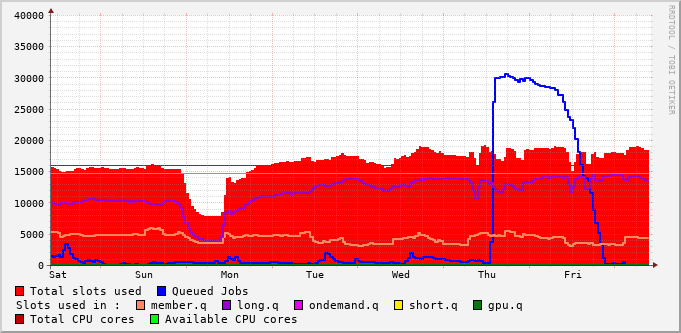 40000
35000
30000
25000
20000
15000
10000
5000
0
Sat Sun Mon Tue Wed Thu Fri
RRDTOOL / TOBI OETIKER
Total slots used Queued Jobs
Slots used in : member.q long.q ondemand.q short.q gpu.q
Total CPU cores Available CPU cores